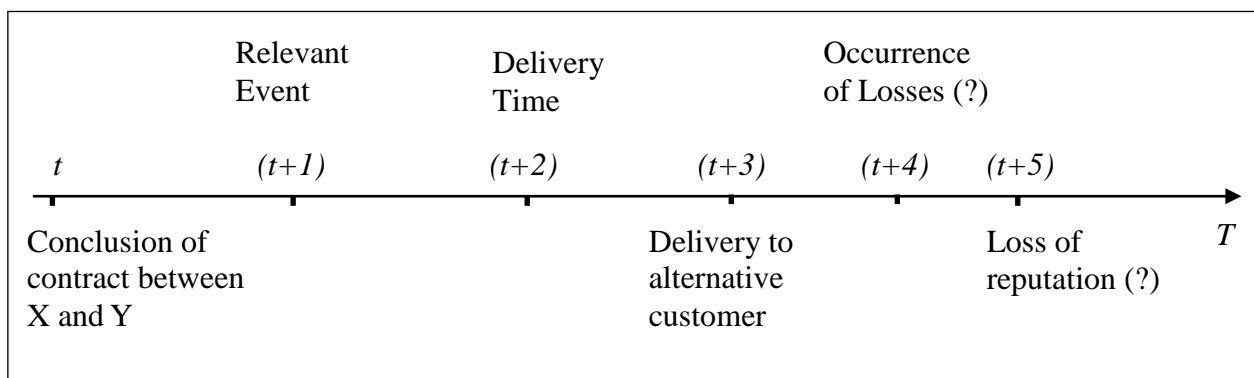 Relevant
Event
Delivery
Time
Occurrence
of Losses (?)
t
(t+1)
(t+2)
(t+3)
(t+4)
(t+5)
Conclusion of
contract between
X and Y
Delivery to
alternative
customer
Loss of
reputation (?)
T